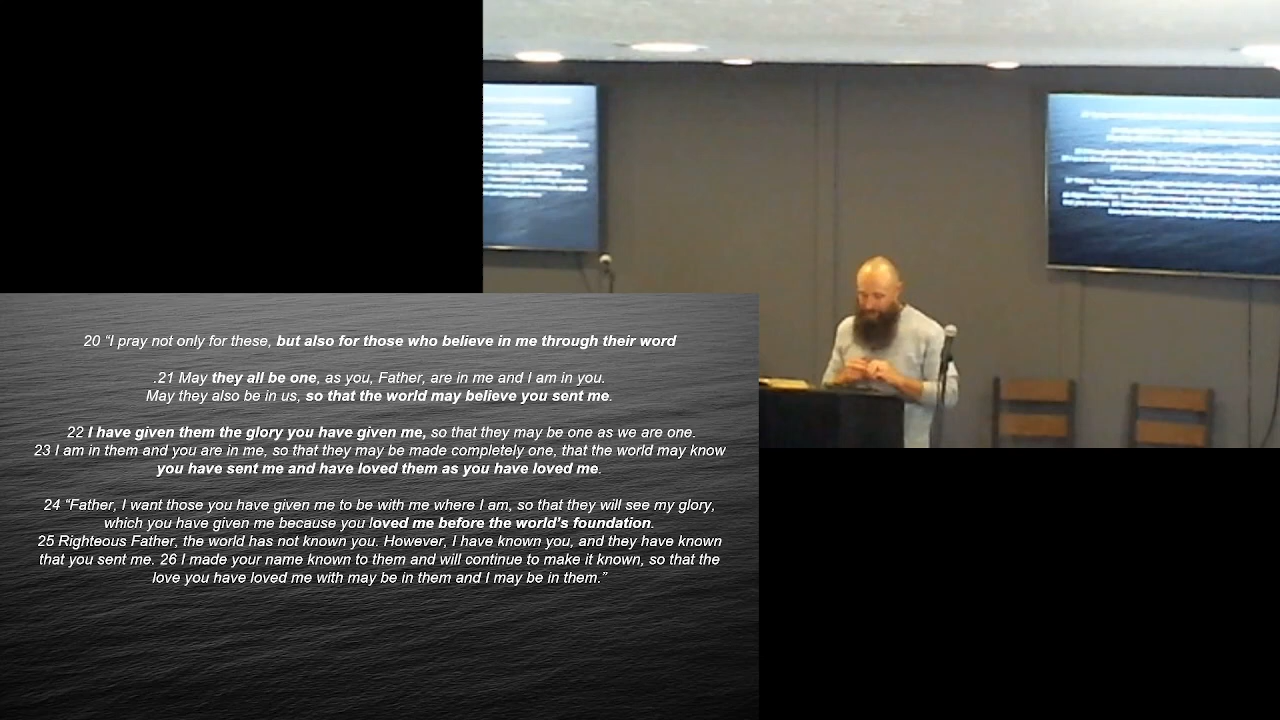 20 “I pray not only for these, but also for those who believe in me through their word
.21 May they all be one, as you, Father, are in me and I am in you.
May they also be in us, so that the world may believe you sent me.
22 I have given them the glory you have given me, so that they may be one as we are one.
23 I am in them and you are in me, so that they may be made completely one, that the world may know
you have sent me and have loved them as you have loved me.
24 “Father, I want those you have given me to be with me where I am, so that they will see my glory,
which you have given me because you loved me before the world's foundation.
25 Righteous Father, the world has not known you. However, I have known you, and they have known
that you sent me. 26 I made your name known to them and will continue to make it known, so that the
love you have loved me with may be in them and I may be in them.”